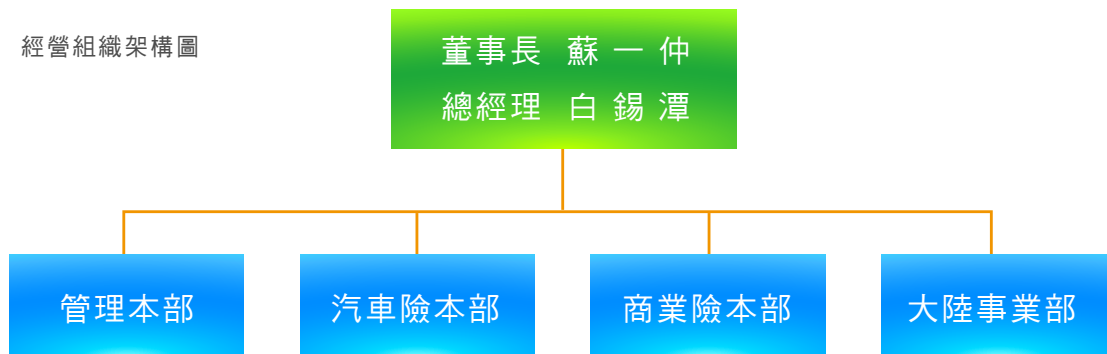 經營組織架構圖
董事長 蘇一仲
總經理 白錫潭
管理本部
汽車險本部
商業險本部
大陸事業部